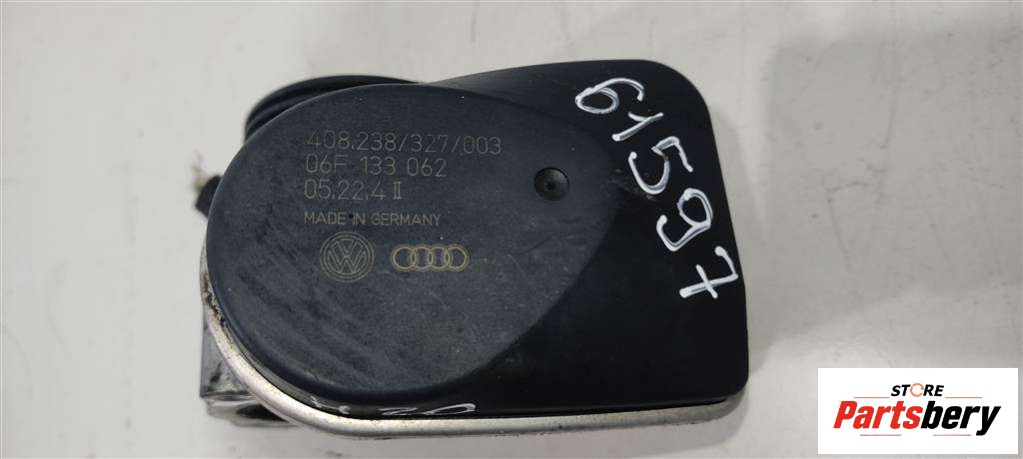 408.238/327/003
06F 133 062
05.22.4 II
MADE IN GERMANY
61597
STORE
Partsbery